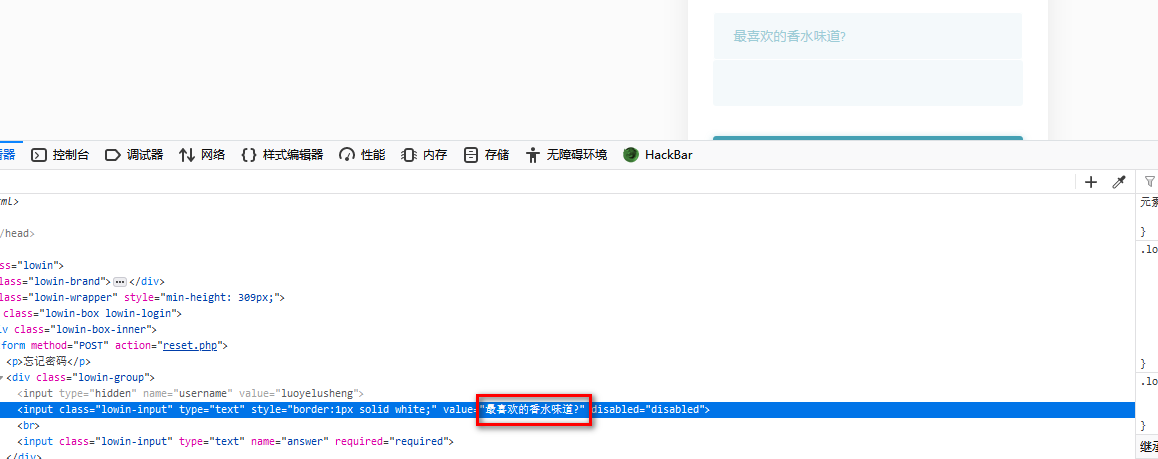 最喜欢的香水味道?
器 控制台 调试器 网络 {} 样式编辑器 性能 内存 存储 无障碍环境 HackBar
+
ml>
元素
/head>
}
ss="lowin">
.lo
lass="lowin-brand"> ••• </div>
lass="lowin-wrapper" style="min-height: 309px;">
class="lowin-box lowin-login">
iv class="lowin-box-inner">
form method="POST" action="reset.php">
<p>忘记密码</p>
}
<div class="lowin-group">
.lo
<input type="hidden" name="username" value="luoyelusheng">
<input class="lowin-input" type="text" style="border:1px solid white;" value="最喜欢的香水味道?" disabled="disabled">
<br>
}
<input class="lowin-input" type="text" name="answer" required="required">
继承
</div>